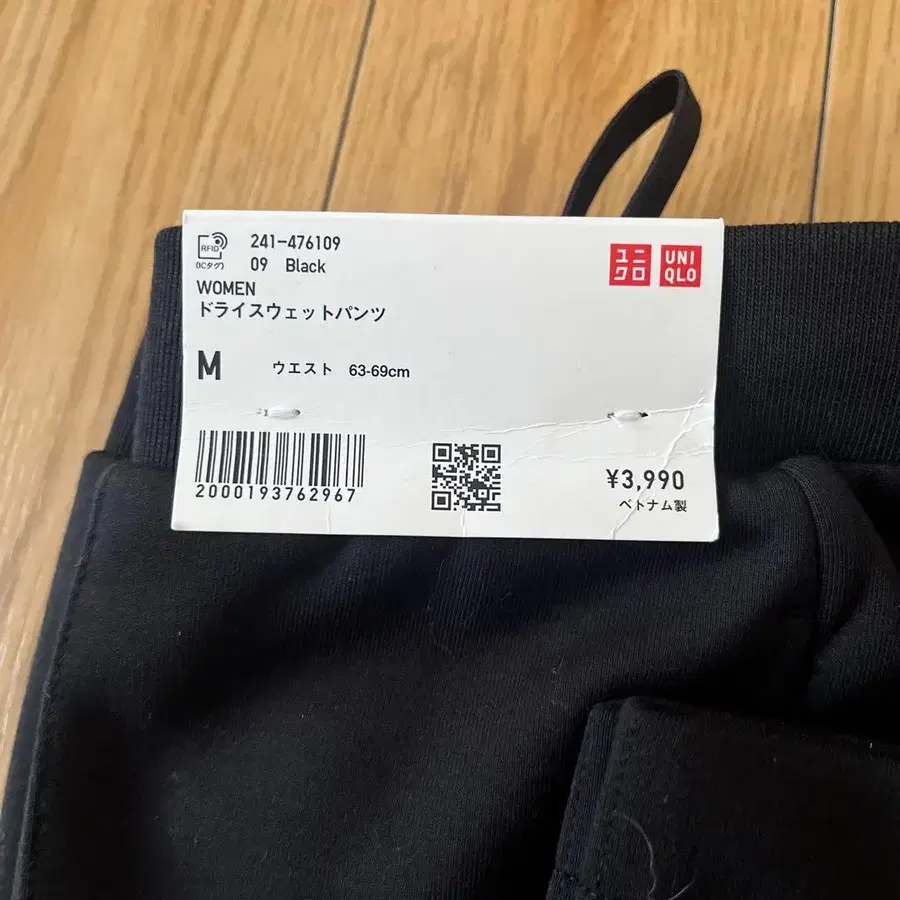 RFID
(ICタグ)
241-476109
09 Black
WOMEN
ドライスウェットパンツ
M ウエスト 63-69cm
2000193762967
¥3,990
ベトナム製
ユニ
クロ
UNI
QLO